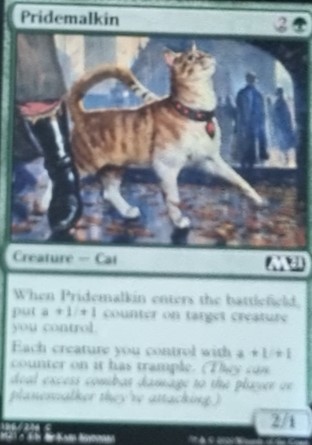 Pridemalkin 2
Creature — Cat M21
When Pridemalkin enters the battlefield,
put a +1/+1 counter on target creature
you control.
Each creature you control with a +1/+1
counter on it has trample. (They can
deal excess combat damage to the player or
planeswalker they're attacking.)
2/1